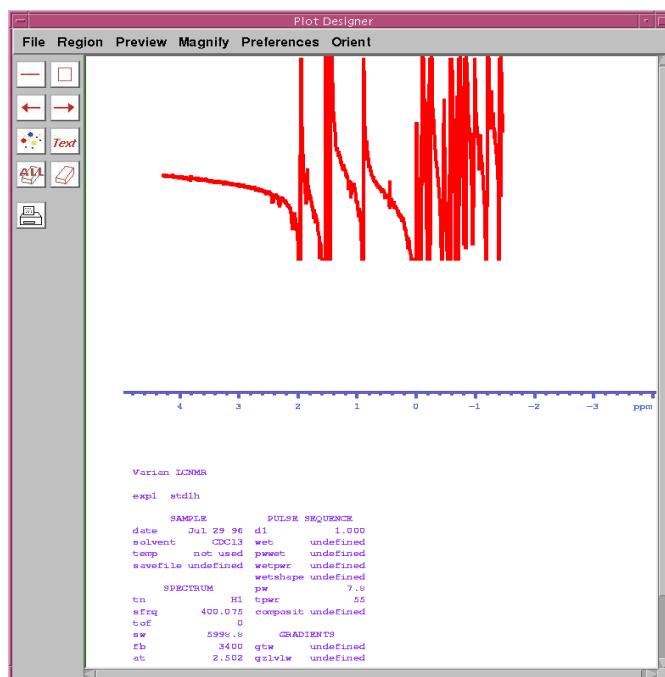 Plot Designer
File Region Preview Magnify Preferences Orient
Text
ALL
4 3 2 1 0 -1 -2 -3 ppm
Varian LCNMR
exp1 std1h
SAMPLE PULSE SEQUENCE
date Jul 29 96 d1 1.000
solvent CDCl3 wet undefined
temp not used pwwet undefined
savefile undefined wetpwr undefined
wetshape undefined
SPECTRUM pw 7.8
tn H1 tpwr 55
sfrq 400.075 composit undefined
tof 0
sw 5998.8 GRADIENTS
fb 3400 gtw undefined
at 2.502 gzlvlw undefined